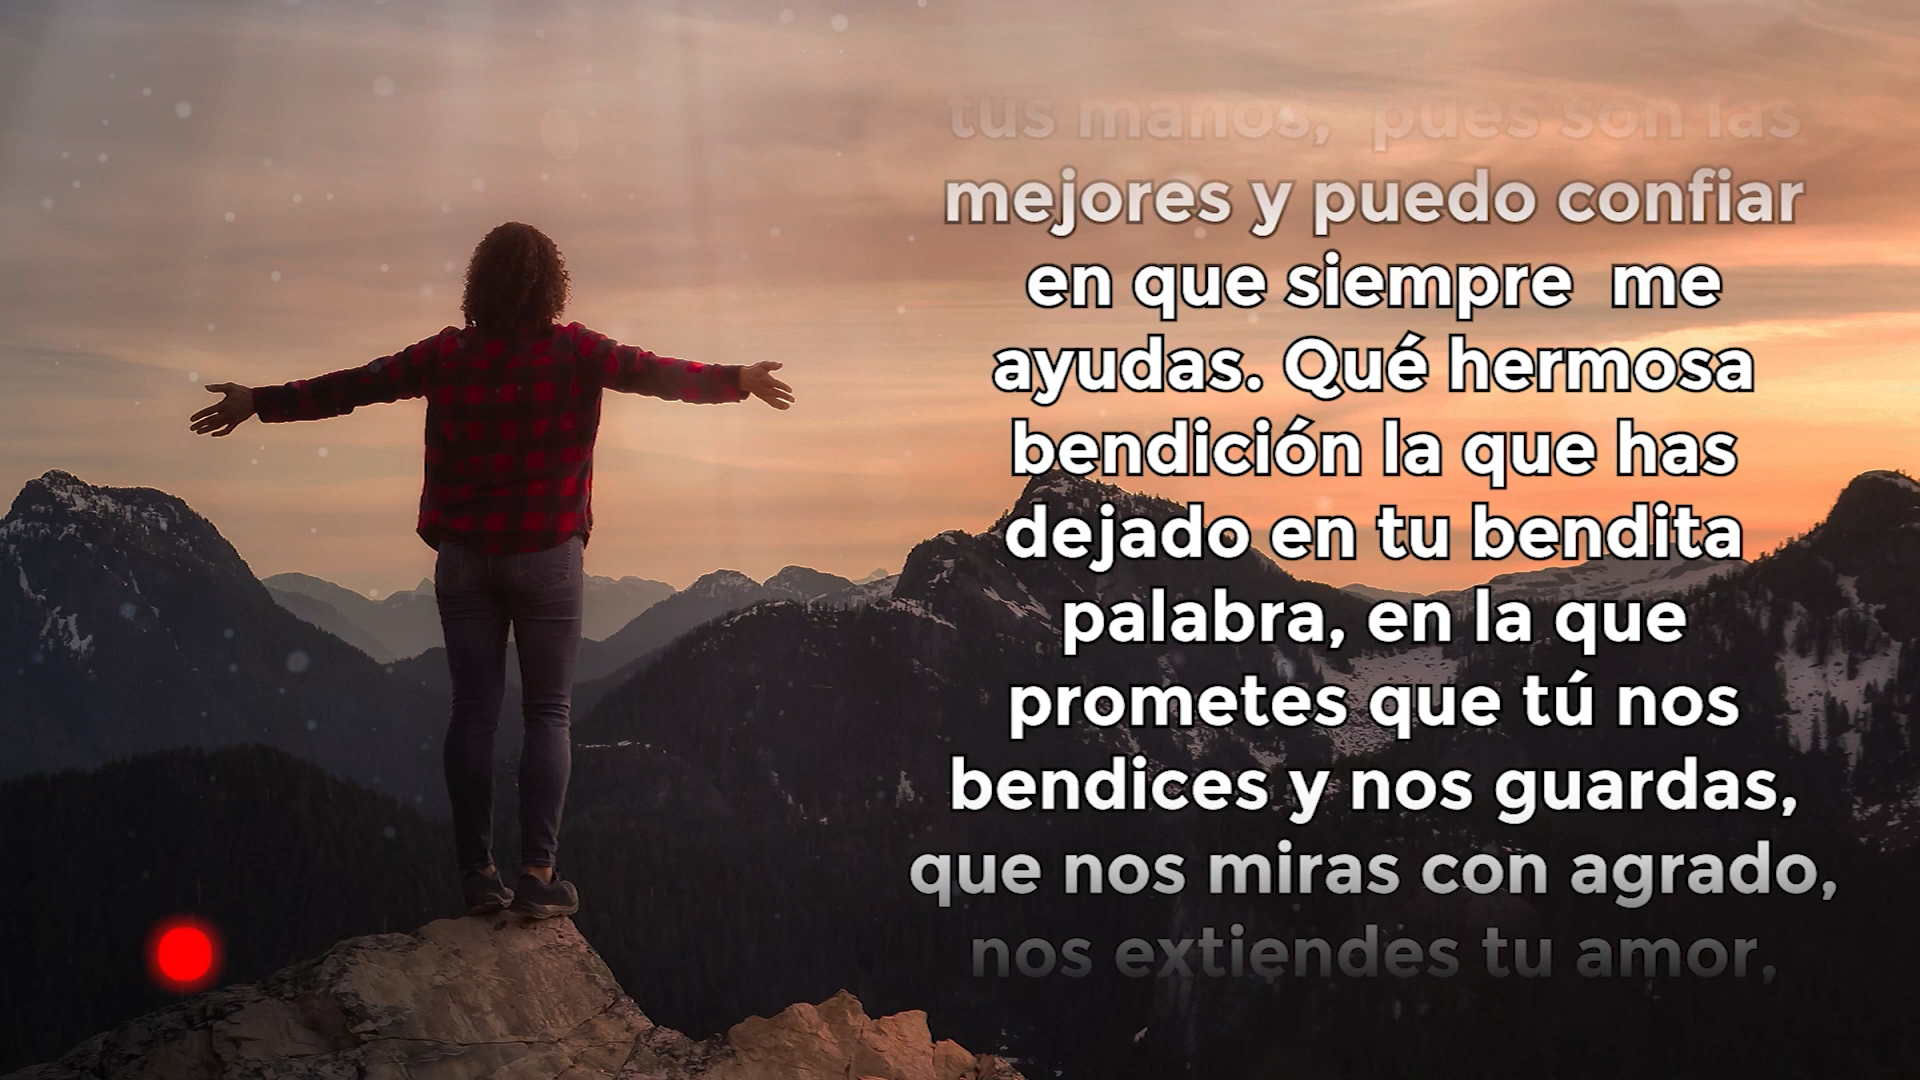 tus manos,  pues son las
mejores y puedo confiar
en que siempre  me
ayudas. Qué hermosa
bendición la que has
dejado en tu bendita
palabra, en la que
prometes que tú nos
bendices y nos guardas,
que nos miras con agrado,
nos extiendes tu amor,